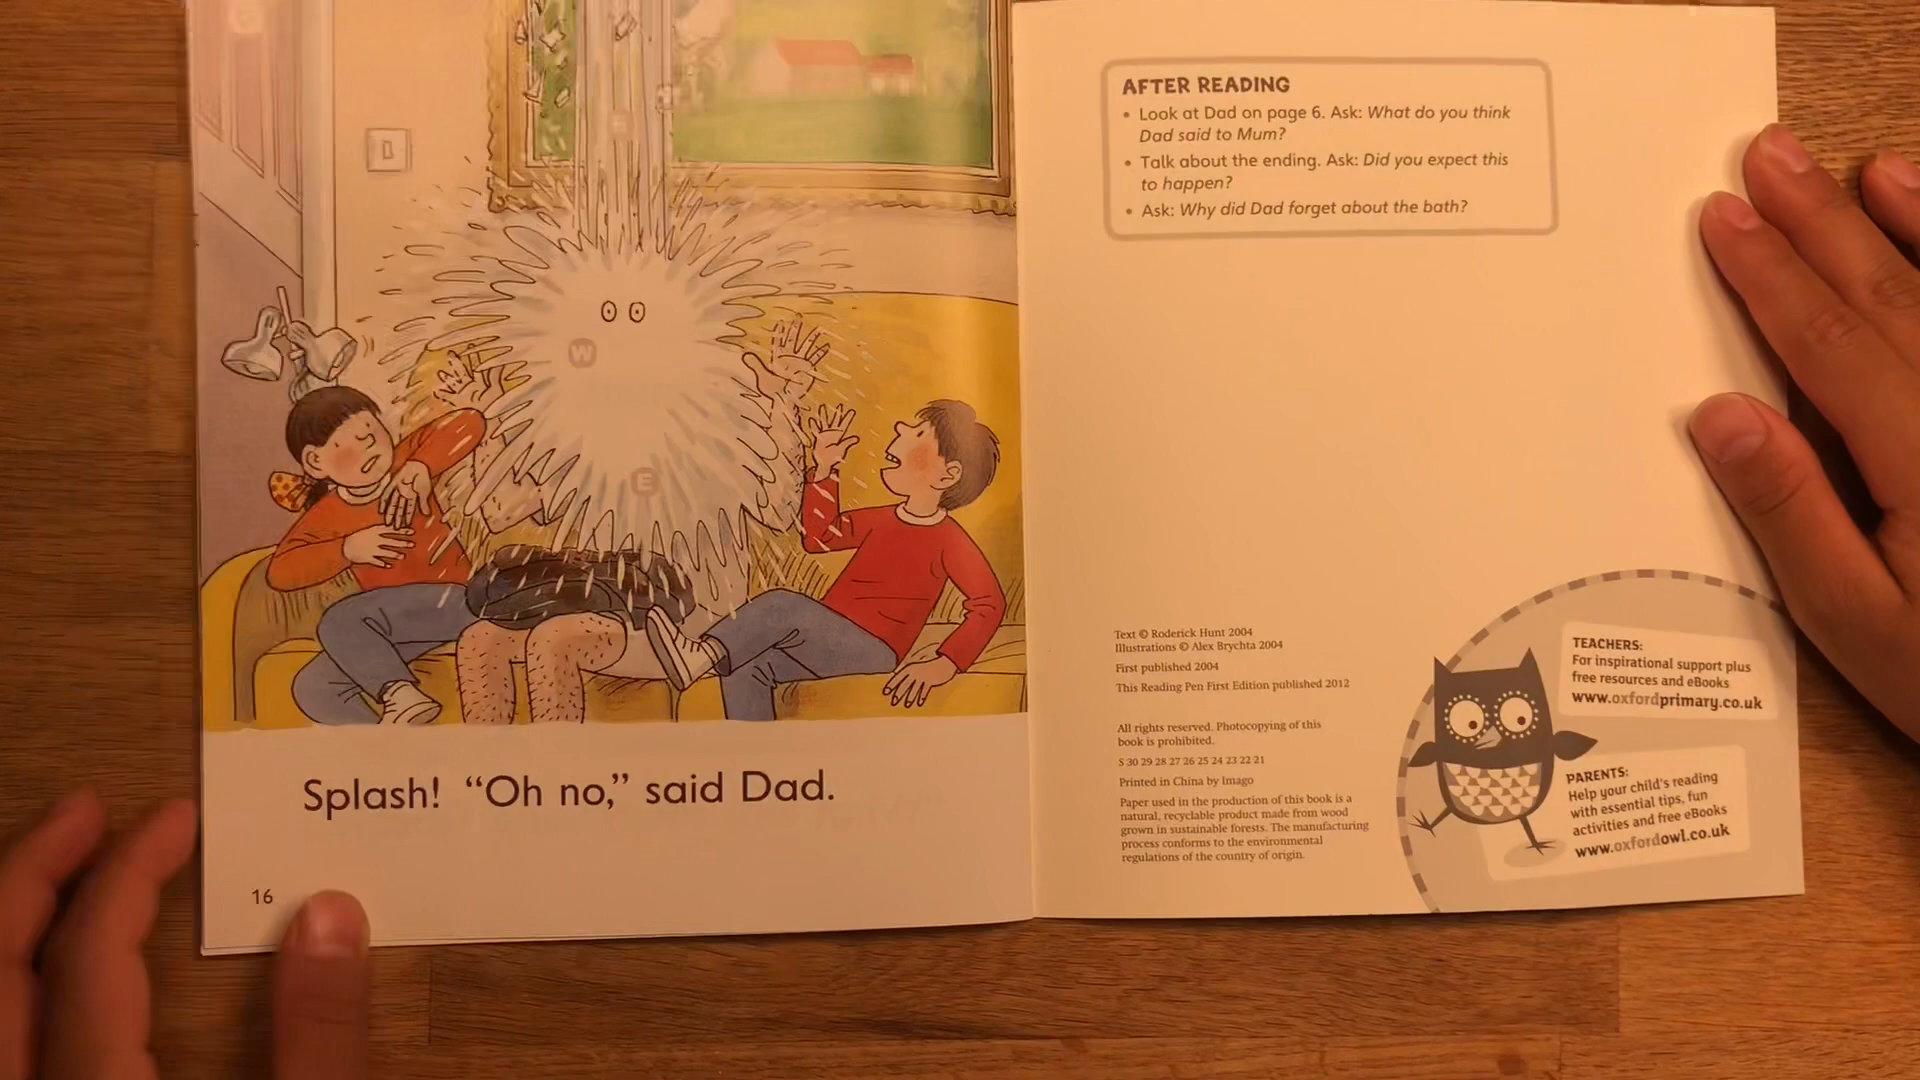 Splash! “Oh no,” said Dad.
16
AFTER READING
• Look at Dad on page 6. Ask: What do you think
Dad said to Mum?
• Talk about the ending. Ask: Did you expect this
to happen?
• Ask: Why did Dad forget about the bath?
Text © Roderick Hunt 2004
Illustrations © Alex Brychta 2004
First published 2004
This Reading Pen First Edition published 2012
All rights reserved. Photocopying of this
book is prohibited.
S 30 29 28 27 26 25 24 23 22 21
Printed in China by Imago
Paper used in the production of this book is a
natural, recyclable product made from wood
grown in sustainable forests. The manufacturing
process conforms to the environmental
regulations of the country of origin.
TEACHERS:
For inspirational support plus
free resources and eBooks
www.oxfordprimary.co.uk
PARENTS:
Help your child's reading
with essential tips, fun
activities and free eBooks
www.oxfordowl.co.uk
W
E